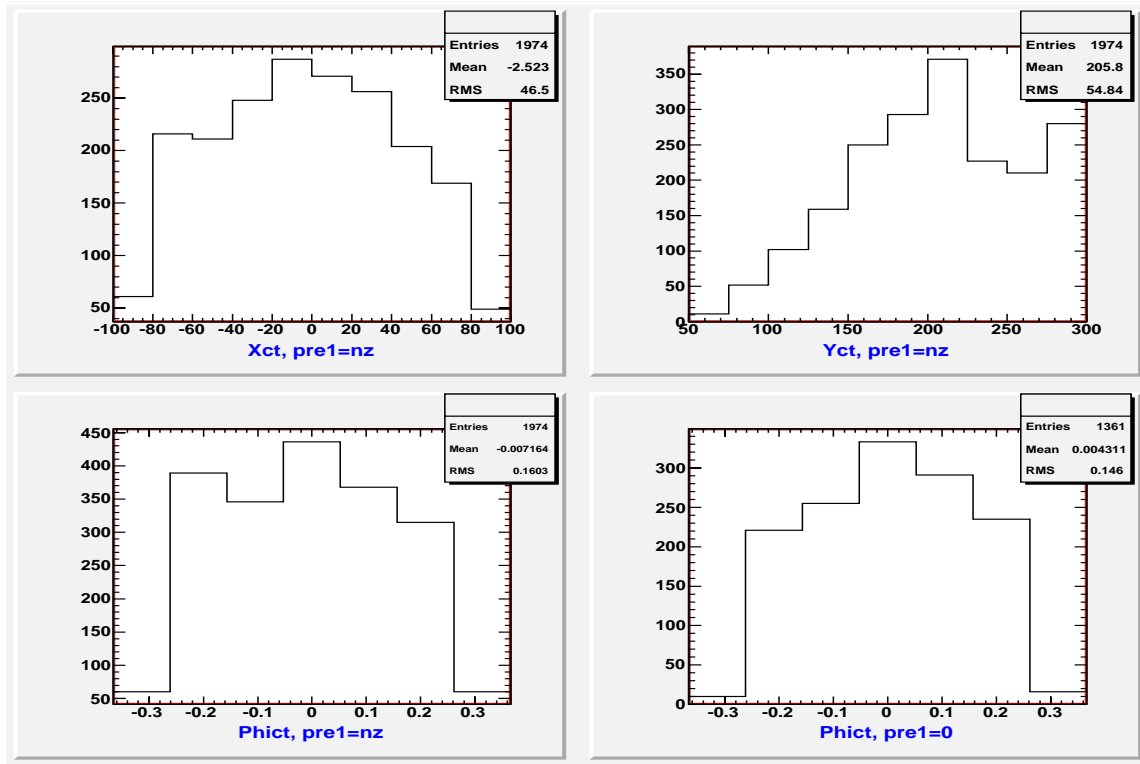 Entries 1974
Mean -2.523
RMS 46.5
250
200
150
100
50
-100 -80 -60 -40 -20 0 20 40 60 80 100
Xct, pre1=nz
Entries 1974
Mean 205.8
RMS 54.84
350
300
250
200
150
100
50
0
50 100 150 200 250 300
Yct, pre1=nz
Entries 1974
Mean -0.007164
RMS 0.1603
450
400
350
300
250
200
150
100
50
-0.3 -0.2 -0.1 0 0.1 0.2 0.3
Phict, pre1=nz
Entries 1361
Mean 0.004311
RMS 0.146
300
250
200
150
100
50
0
-0.3 -0.2 -0.1 0 0.1 0.2 0.3
Phict, pre1=0